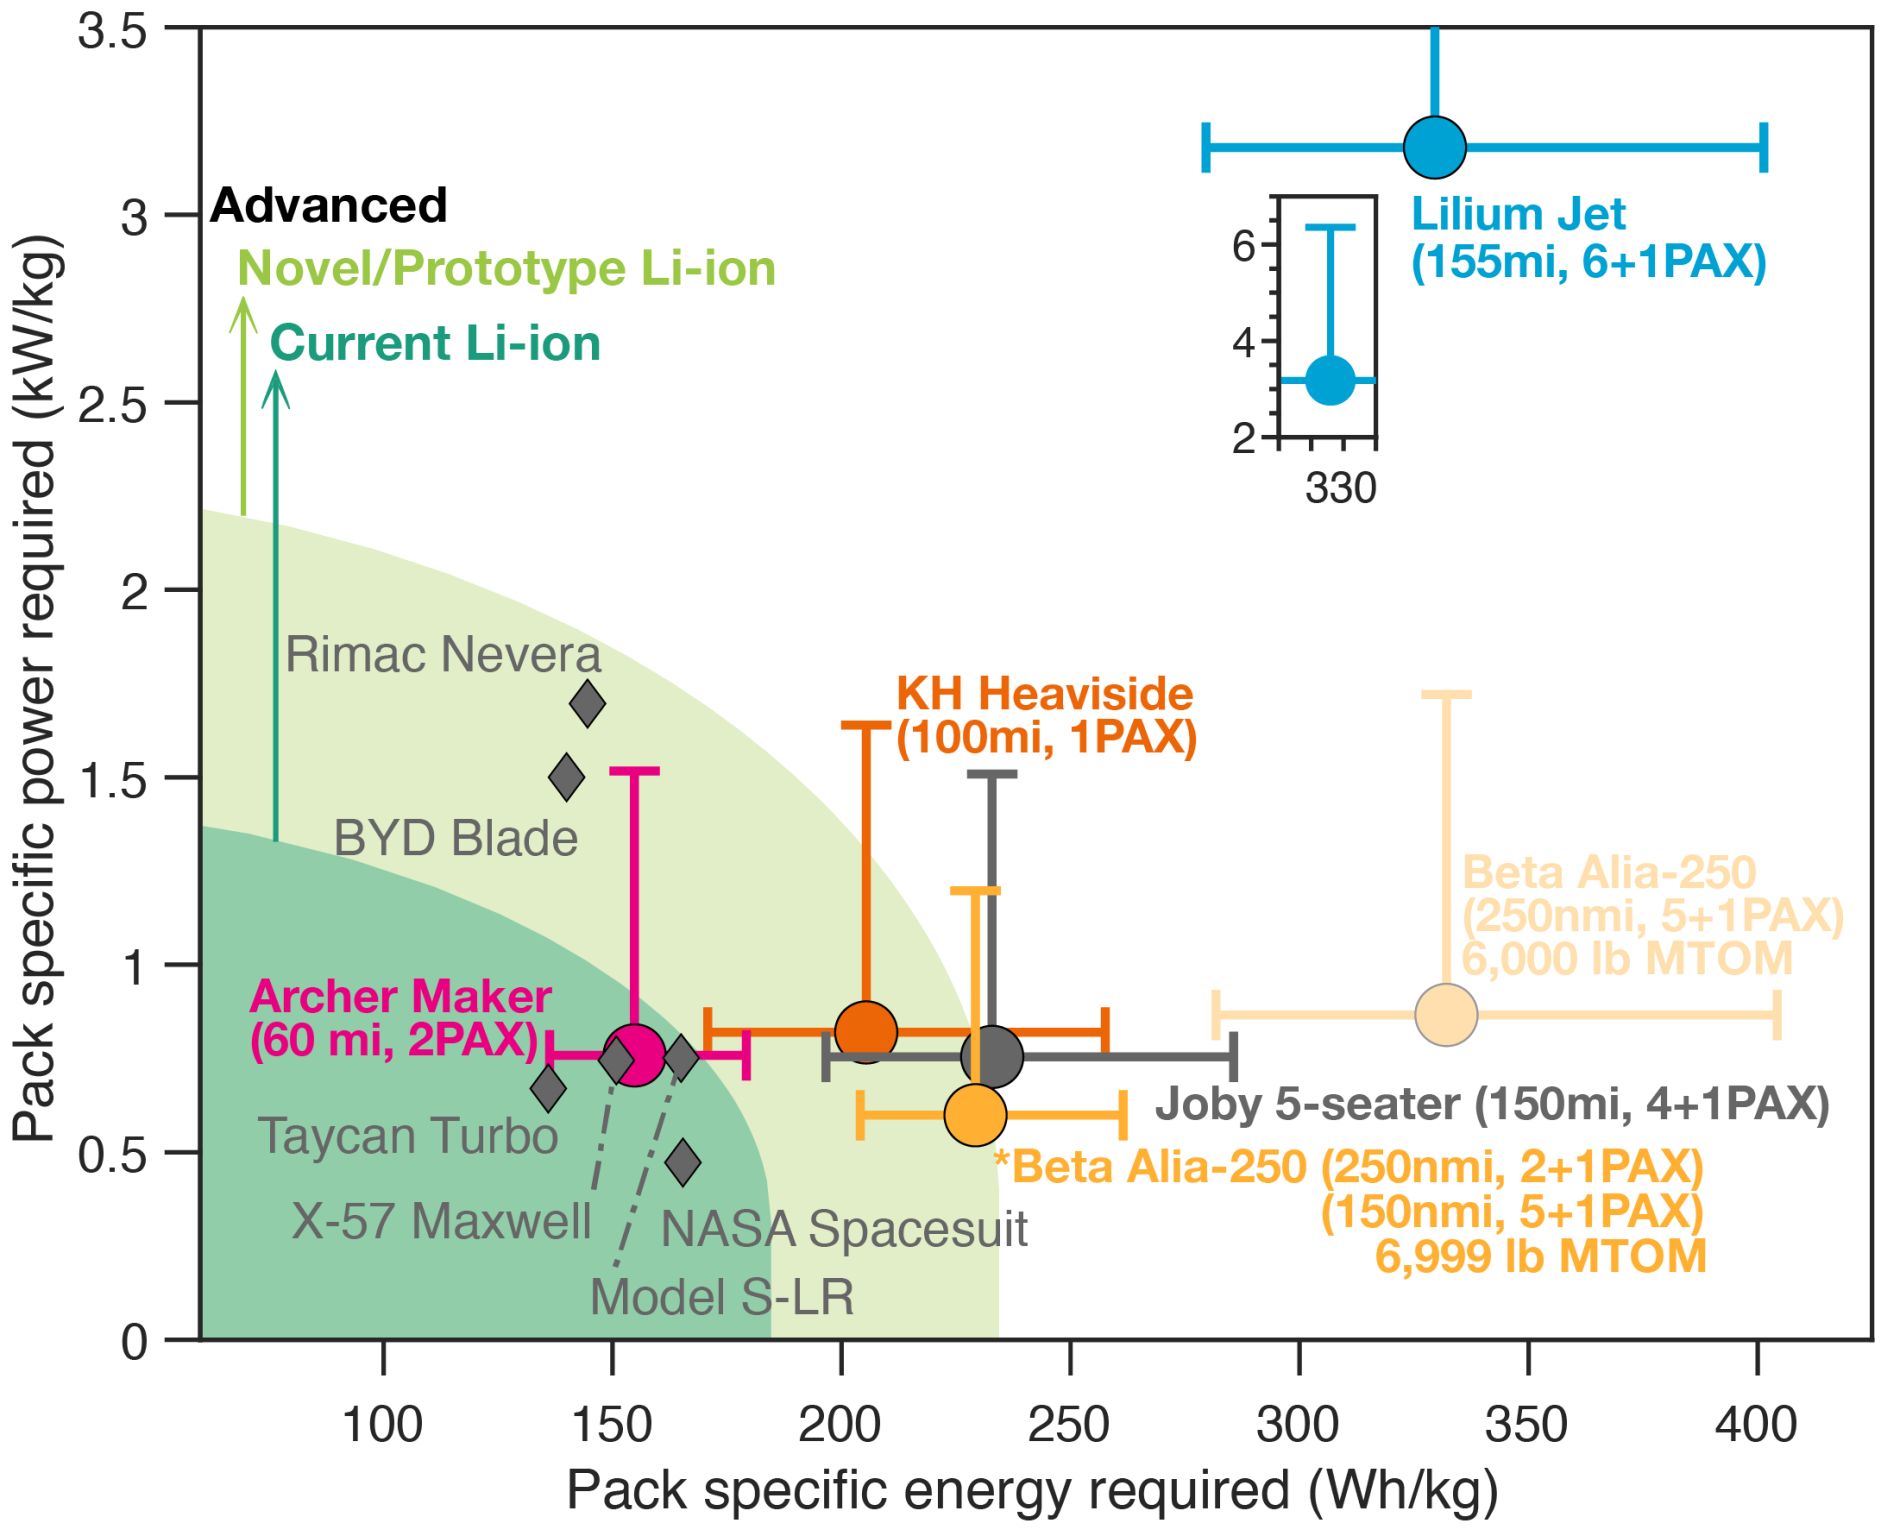 Pack specific power required (kW/kg)
3.5
3
2.5
2
1.5
1
0.5
0
Advanced
Novel/Prototype Li-ion
Current Li-ion
Lilium Jet
(155mi, 6+1PAX)
6
4
2
330
Rimac Nevera
BYD Blade
KH Heaviside
(100mi, 1PAX)
Beta Alia-250
(250nmi, 5+1PAX)
6,000 lb MTOM
Archer Maker
(60 mi, 2PAX)
Taycan Turbo
X-57 Maxwell
NASA Spacesuit
Model S-LR
Joby 5-seater (150mi, 4+1PAX)
*Beta Alia-250 (250nmi, 2+1PAX)
(150nmi, 5+1PAX)
6,999 lb MTOM
100 150 200 250 300 350 400
Pack specific energy required (Wh/kg)